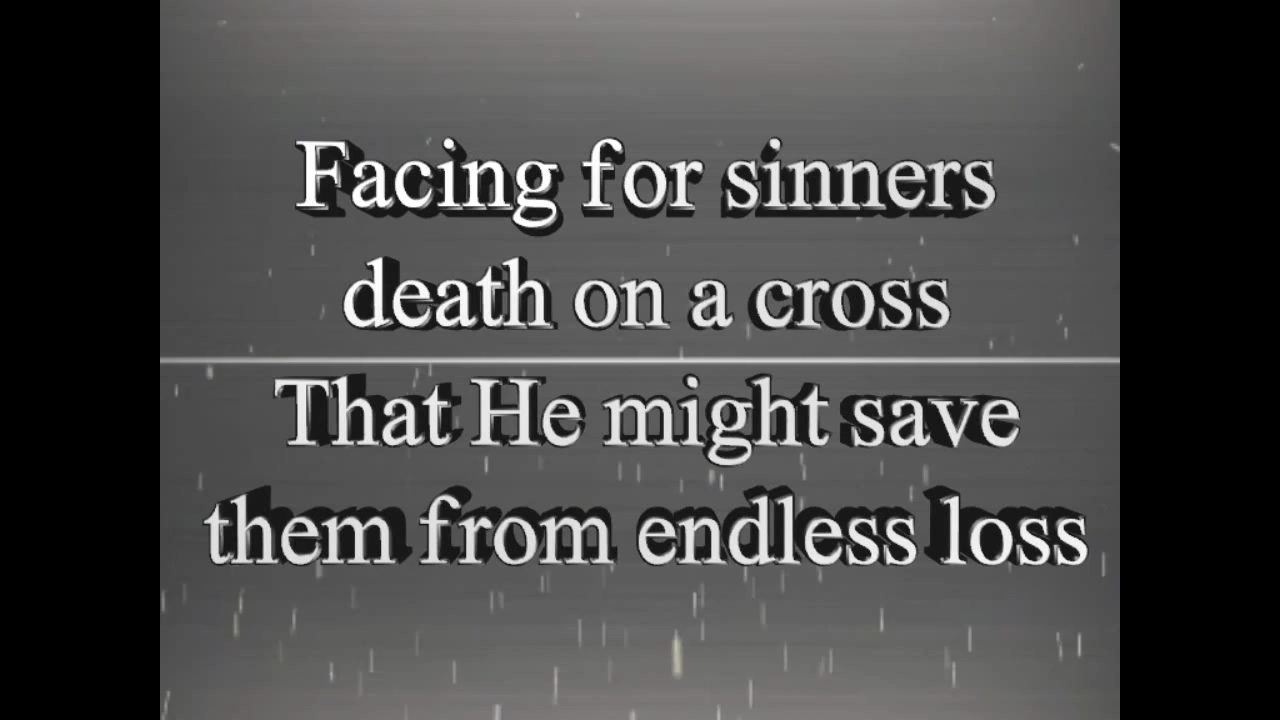 Facing for sinners
death on a cross
That He might save
them from endless loss